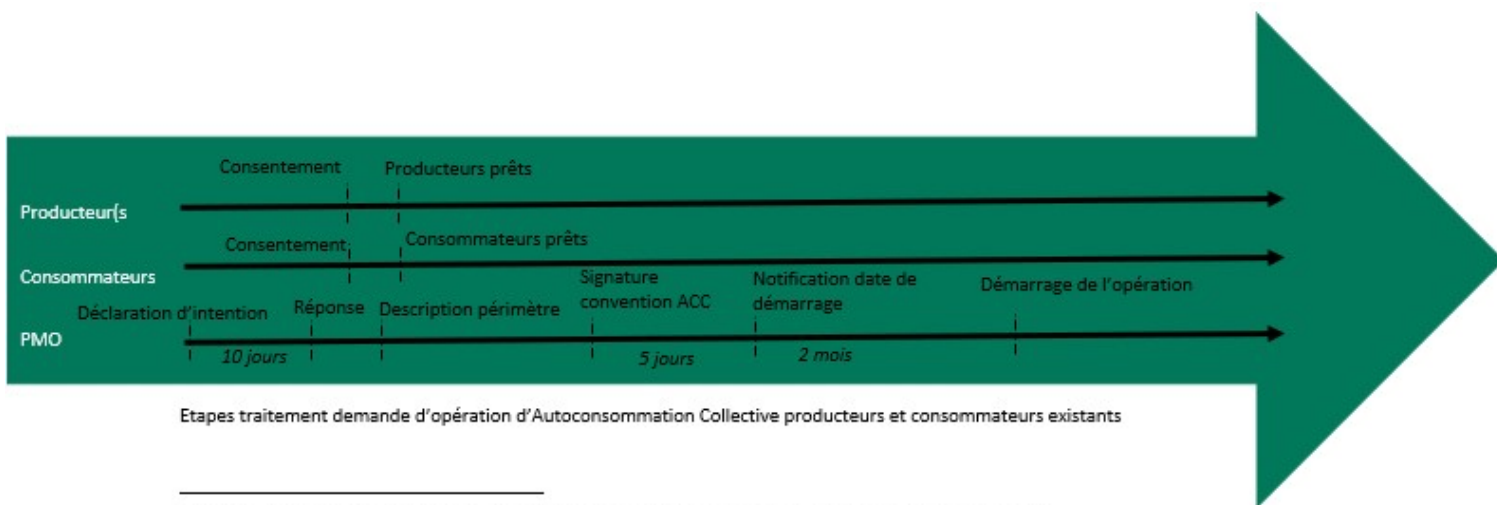 Consentement
Producteurs prêts
Producteur(s
Consentement
Consommateurs prêts
Consommateurs
Signature
convention ACC
Notification date de
démarrage
Démarrage de l'opération
Déclaration d'intention
Réponse
Description périmètre
PMO
10 jours
5 jours
2 mois
Etapes traitement demande d'opération d'Autoconsommation Collective producteurs et consommateurs existants